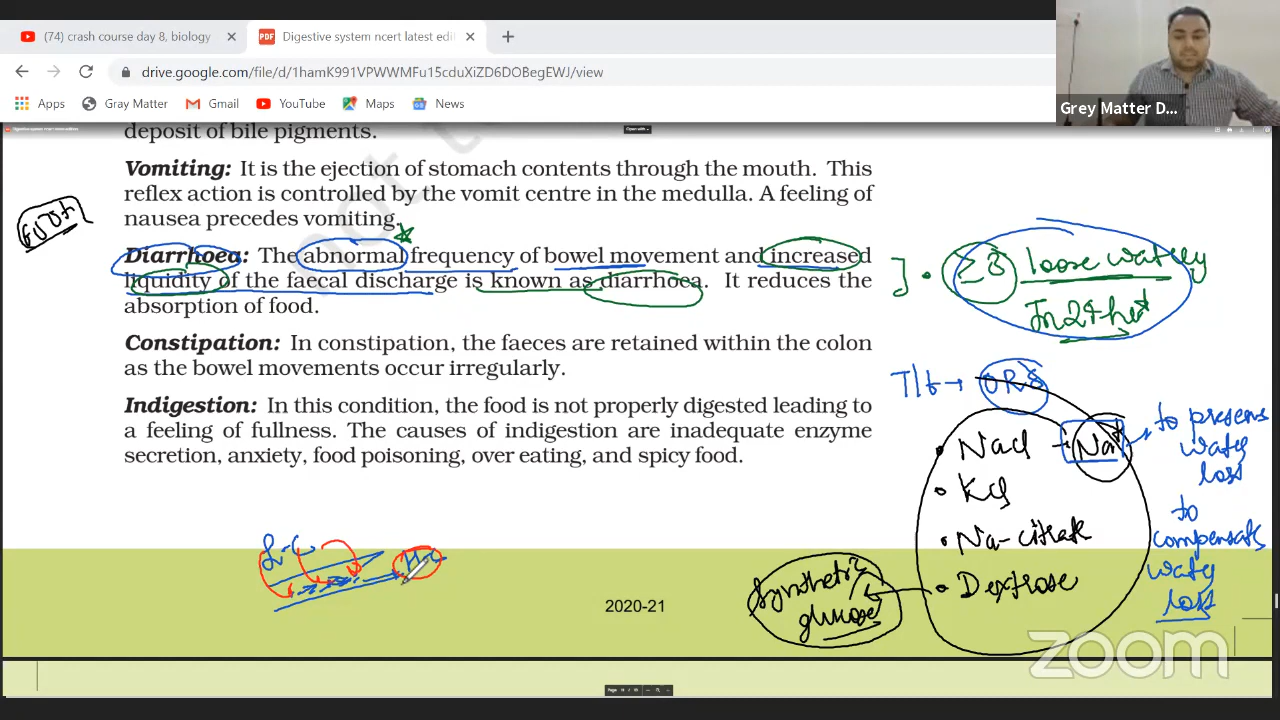 (74) crash course day 8, biology
Digestive system ncert latest edi
drive.google.com/file/d/1hamK991VPWWMFu15cduXiZD6DOBegEWJ/view
Apps Gray Matter Gmail YouTube Maps News
Grey Matter D...
Open with
deposit of bile pigments.
Vomiting: It is the ejection of stomach contents through the mouth. This
reflex action is controlled by the vomit centre in the medulla. A feeling of
nausea precedes vomiting.
Diarrhoea: The abnormal frequency of bowel movement and increased
liquidity of the faecal discharge is known as diarrhoea. It reduces the
absorption of food.
Constipation: In constipation, the faeces are retained within the colon
as the bowel movements occur irregularly.
Indigestion: In this condition, the food is not properly digested leading to
a feeling of fullness. The causes of indigestion are inadequate enzyme
secretion, anxiety, food poisoning, over eating, and spicy food.
≥ 3 loose watery
In 24 hrs
T/t → ORS
NaCl Na+
to
water
loss
KCl
Na-citrate
Dextrose
to
compensate
water
loss
Synthetic
glucose
L.C
2020-21
zoom